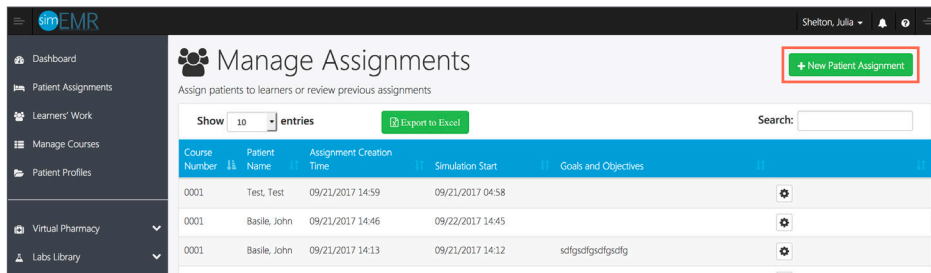 simEMR
Shelton, Julia
Dashboard
Patient Assignments
Learners' Work
Manage Courses
Patient Profiles
Virtual Pharmacy
Labs Library
Manage Assignments
+ New Patient Assignment
Assign patients to learners or review previous assignments
Show 10 entries
Export to Excel
Search:
Course Number Patient Name Assignment Creation Time Simulation Start Goals and Objectives
0001 Test, Test 09/21/2017 14:59 09/21/2017 04:58
0001 Basile, John 09/21/2017 14:46 09/22/2017 14:45
0001 Basile, John 09/21/2017 14:13 09/21/2017 14:12 sdfgsdfgsdfgsdfg